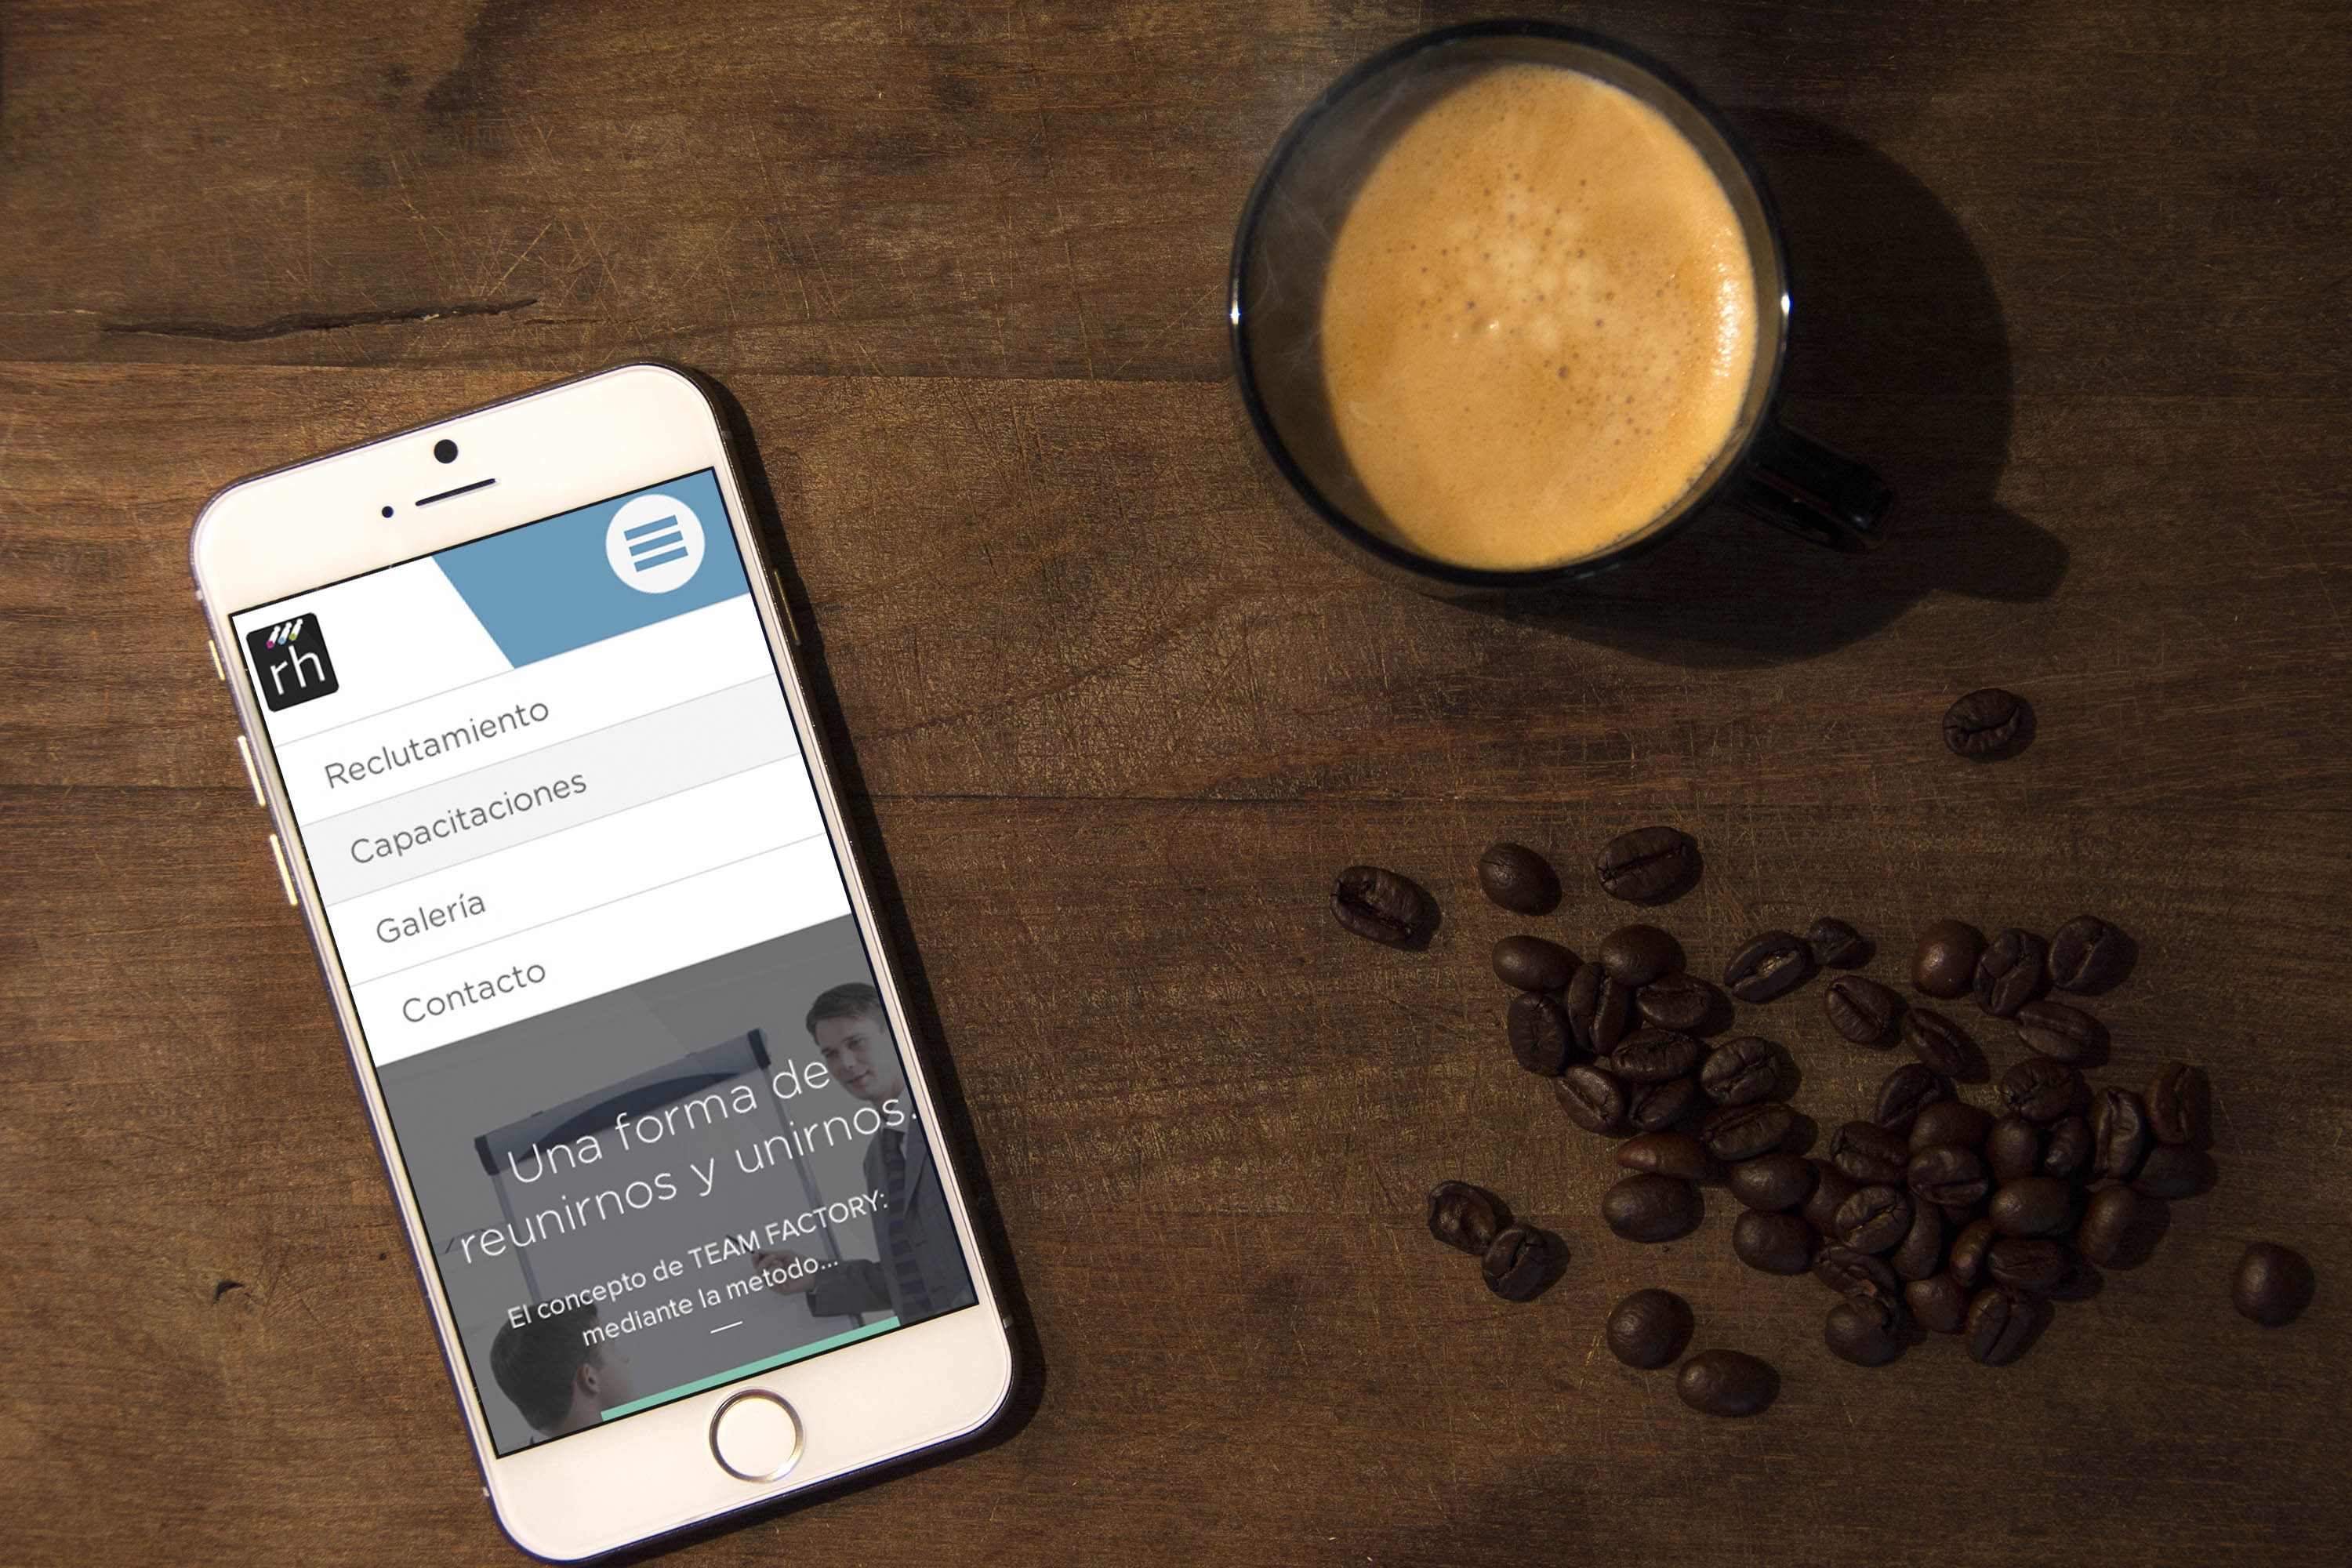 rh
Reclutamiento
Capacitaciones
Galería
Contacto
Una forma de
reunirnos y unirnos.
El concepto de TEAM FACTORY:
mediante la metodo...